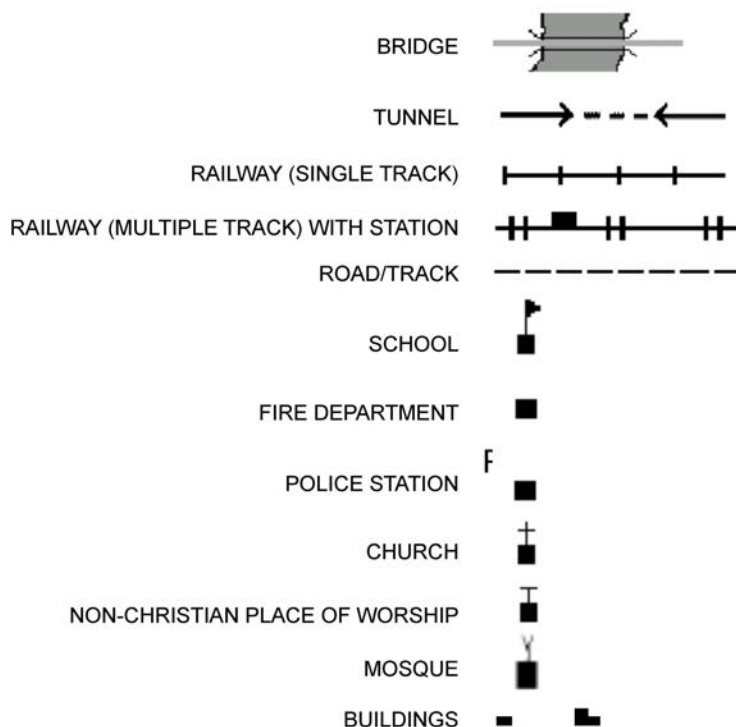 BRIDGE
TUNNEL
RAILWAY (SINGLE TRACK)
RAILWAY (MULTIPLE TRACK) WITH STATION
ROAD/TRACK
SCHOOL
FIRE DEPARTMENT
POLICE STATION
CHURCH
NON-CHRISTIAN PLACE OF WORSHIP
MOSQUE
BUILDINGS